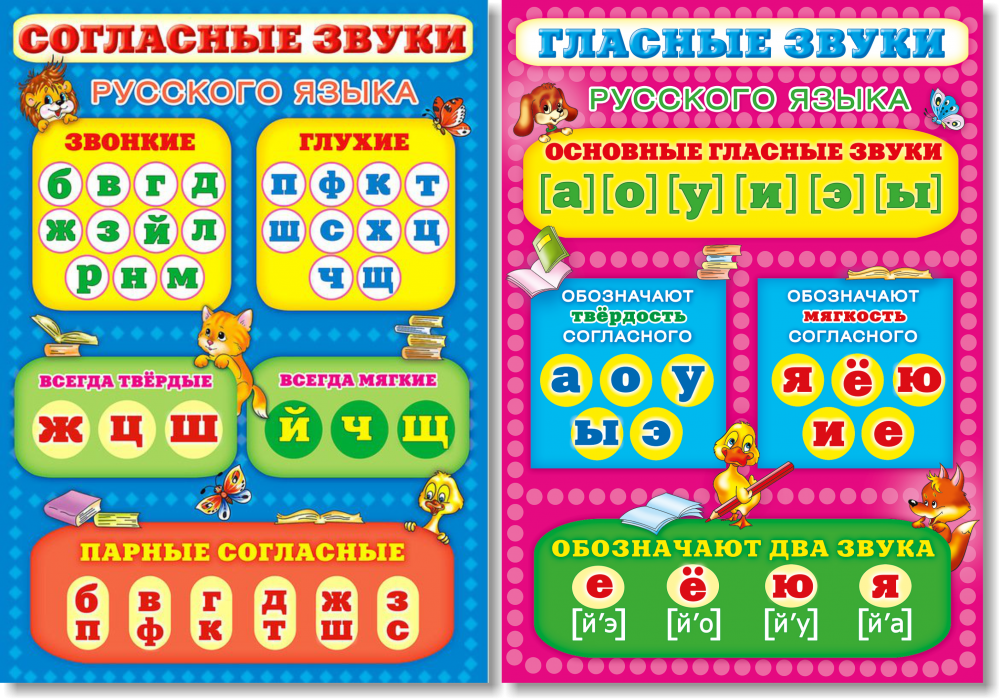 СОГЛАСНЫЕ ЗВУКИ
РУССКОГО ЯЗЫКА
ЗВОНКИЕ
б в г д
ж з й л
р н м
ГЛУХИЕ
п ф к т
ш с х ц
ч щ
ВСЕГДА ТВЁРДЫЕ
ж ц ш
ВСЕГДА МЯГКИЕ
й ч щ
ПАРНЫЕ СОГЛАСНЫЕ
б в г д ж з
п ф к т ш с
ГЛАСНЫЕ ЗВУКИ
РУССКОГО ЯЗЫКА
ОСНОВНЫЕ ГЛАСНЫЕ ЗВУКИ
[а] [о] [у] [и] [э] [ы]
ОБОЗНАЧАЮТ
твёрдость
СОГЛАСНОГО
а о у
ы э
ОБОЗНАЧАЮТ
мягкость
СОГЛАСНОГО
я ё ю
и е
ОБОЗНАЧАЮТ ДВА ЗВУКА
е ё ю я
[й'э] [й'о] [й'у] [й'а]